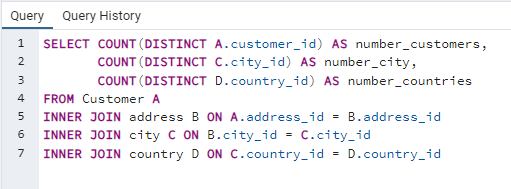 Query Query History
1 SELECT COUNT(DISTINCT A.customer_id) AS number_customers,
2 COUNT(DISTINCT C.city_id) AS number_city,
3 COUNT(DISTINCT D.country_id) AS number_countries
4 FROM Customer A
5 INNER JOIN address B ON A.address_id = B.address_id
6 INNER JOIN city C ON B.city_id = C.city_id
7 INNER JOIN country D ON C.country_id = D.country_id